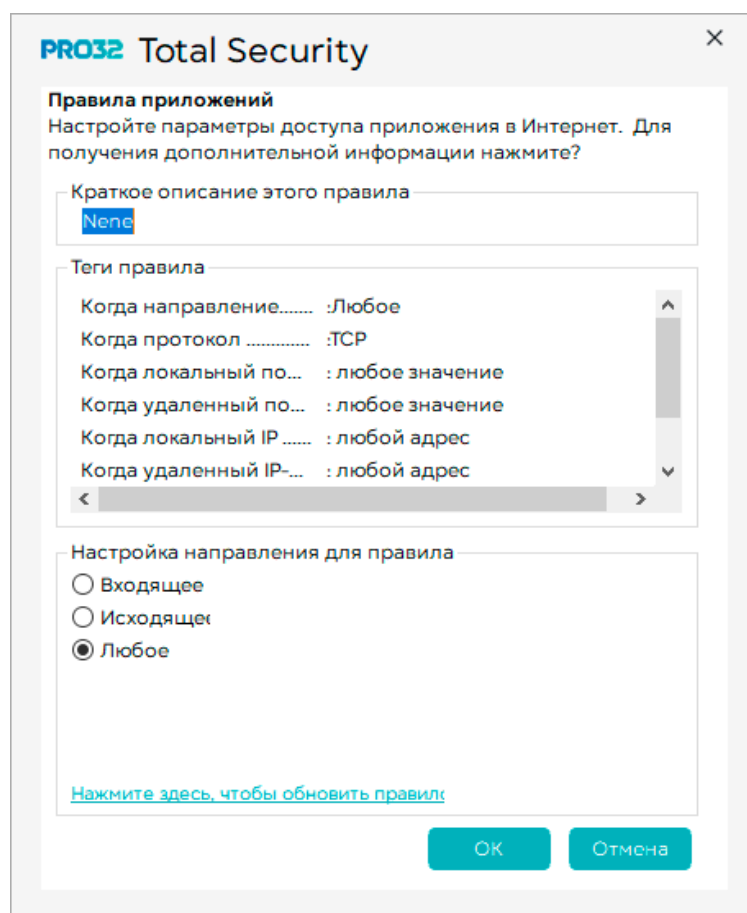 PRO32 Total Security
Правила приложений
Настройте параметры доступа приложения в Интернет. Для
получения дополнительной информации нажмите?
Краткое описание этого правила
Nene
Теги правила
Когда направление....... :Любое
Когда протокол ............. :TCP
Когда локальный по... : любое значение
Когда удаленный по... : любое значение
Когда локальный IP ...... : любой адрес
Когда удаленный IP-... : любой адрес
Настройка направления для правила
Входящее
Исходящее
Любое
Нажмите здесь, чтобы обновить правило
ОК
Отмена